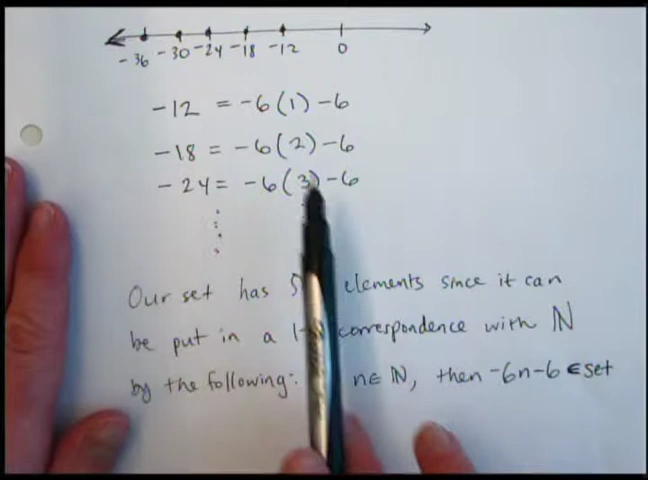 -36 -30 -24 -18 -12 0
-12 = -6(1)-6
-18 = -6(2)-6
-24 = -6(3)-6
Our set has elements since it can
be put in a correspondence with ℕ
by the following: n∈ℕ, then -6n-6 ∈ set